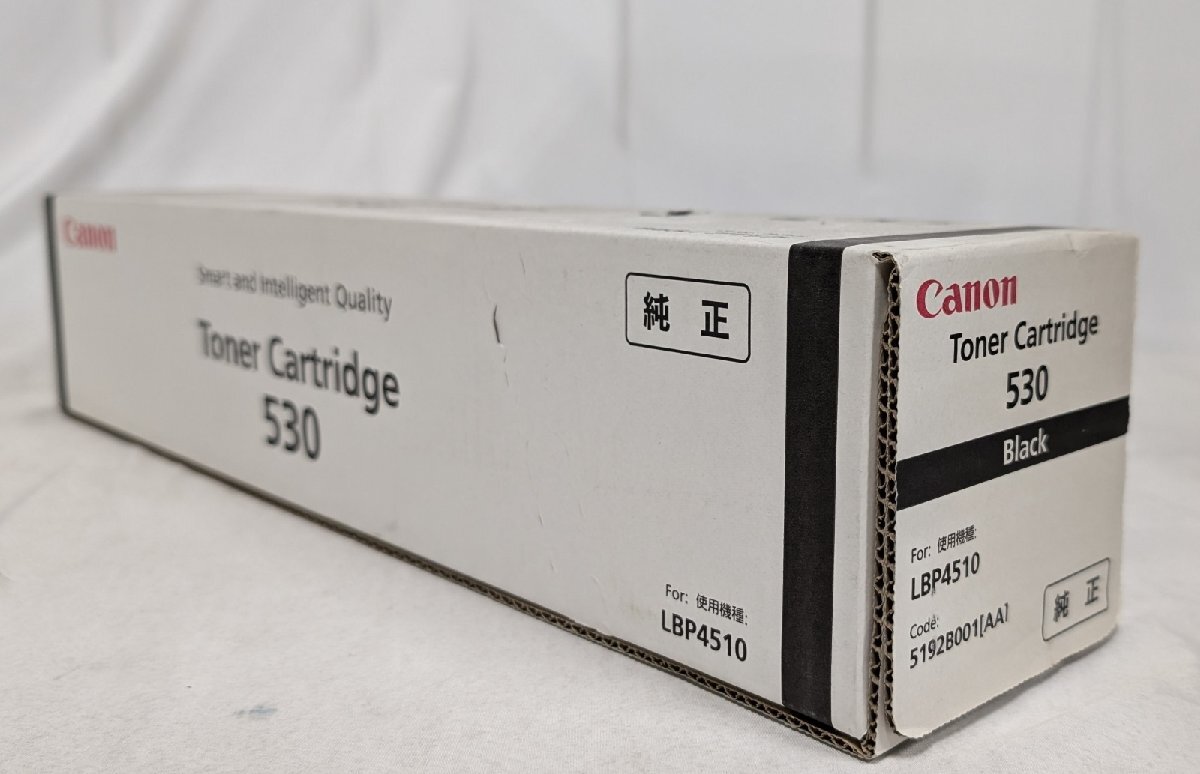 Canon
Smart and Intelligent Quality
Toner Cartridge
530
純 正
For: 使用機種:
LBP4510
Canon
Toner Cartridge
530
Black
For: 使用機種:
LBP4510
Code:
5192B001[AA]
純 正